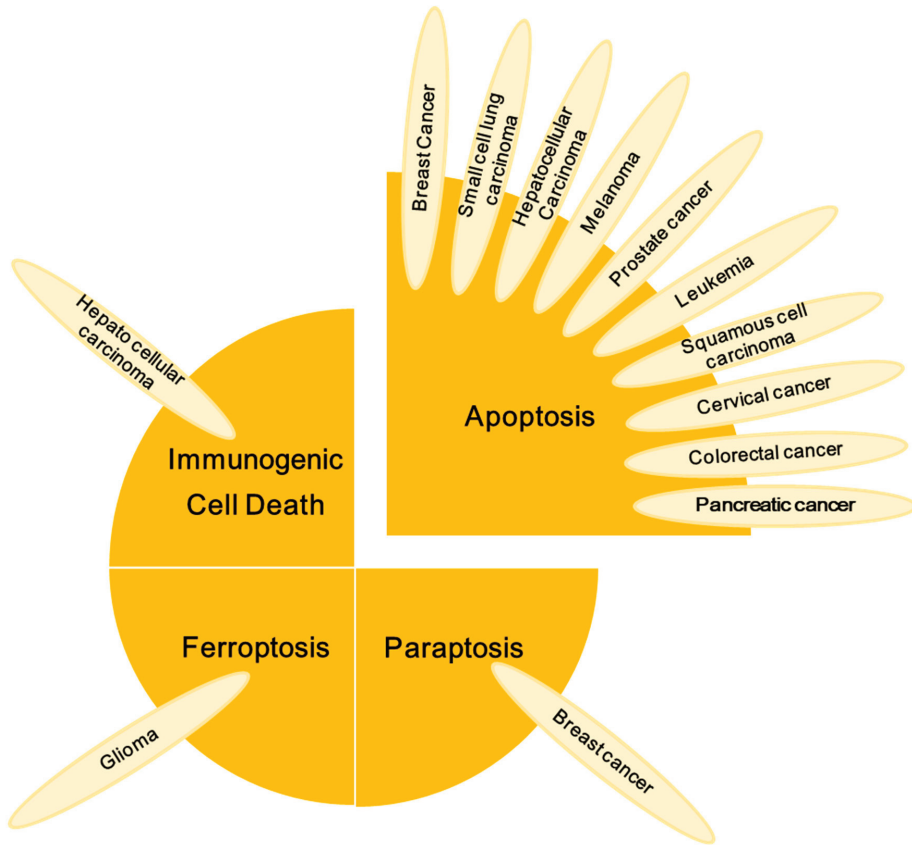 Breast Cancer
Small cell lung
carcinoma
Hepatocellular
Carcinoma
Melanoma
Prostate cancer
Leukemia
Squamous cell
carcinoma
Cervical cancer
Colorectal cancer
Pancreatic cancer
Apoptosis
Hepato cellular
carcinoma
Immunogenic
Cell Death
Ferroptosis
Paraptosis
Glioma
Breast cancer